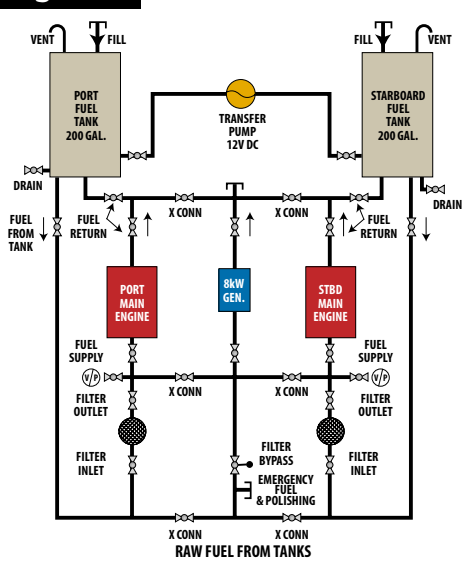 VENT
FILL
FILL
VENT
PORT
FUEL
TANK
200 GAL.
STARBOARD
FUEL
TANK
200 GAL.
TRANSFER
PUMP
12V DC
DRAIN
DRAIN
X CONN
X CONN
FUEL
FROM
TANK
FUEL
RETURN
FUEL
RETURN
PORT
MAIN
ENGINE
8kW
GEN.
STBD
MAIN
ENGINE
FUEL
SUPPLY
FUEL
SUPPLY
V/P
V/P
FILTER
OUTLET
X CONN
X CONN
FILTER
OUTLET
FILTER
INLET
FILTER
BYPASS
FILTER
INLET
EMERGENCY
FUEL
& POLISHING
X CONN
X CONN
RAW FUEL FROM TANKS